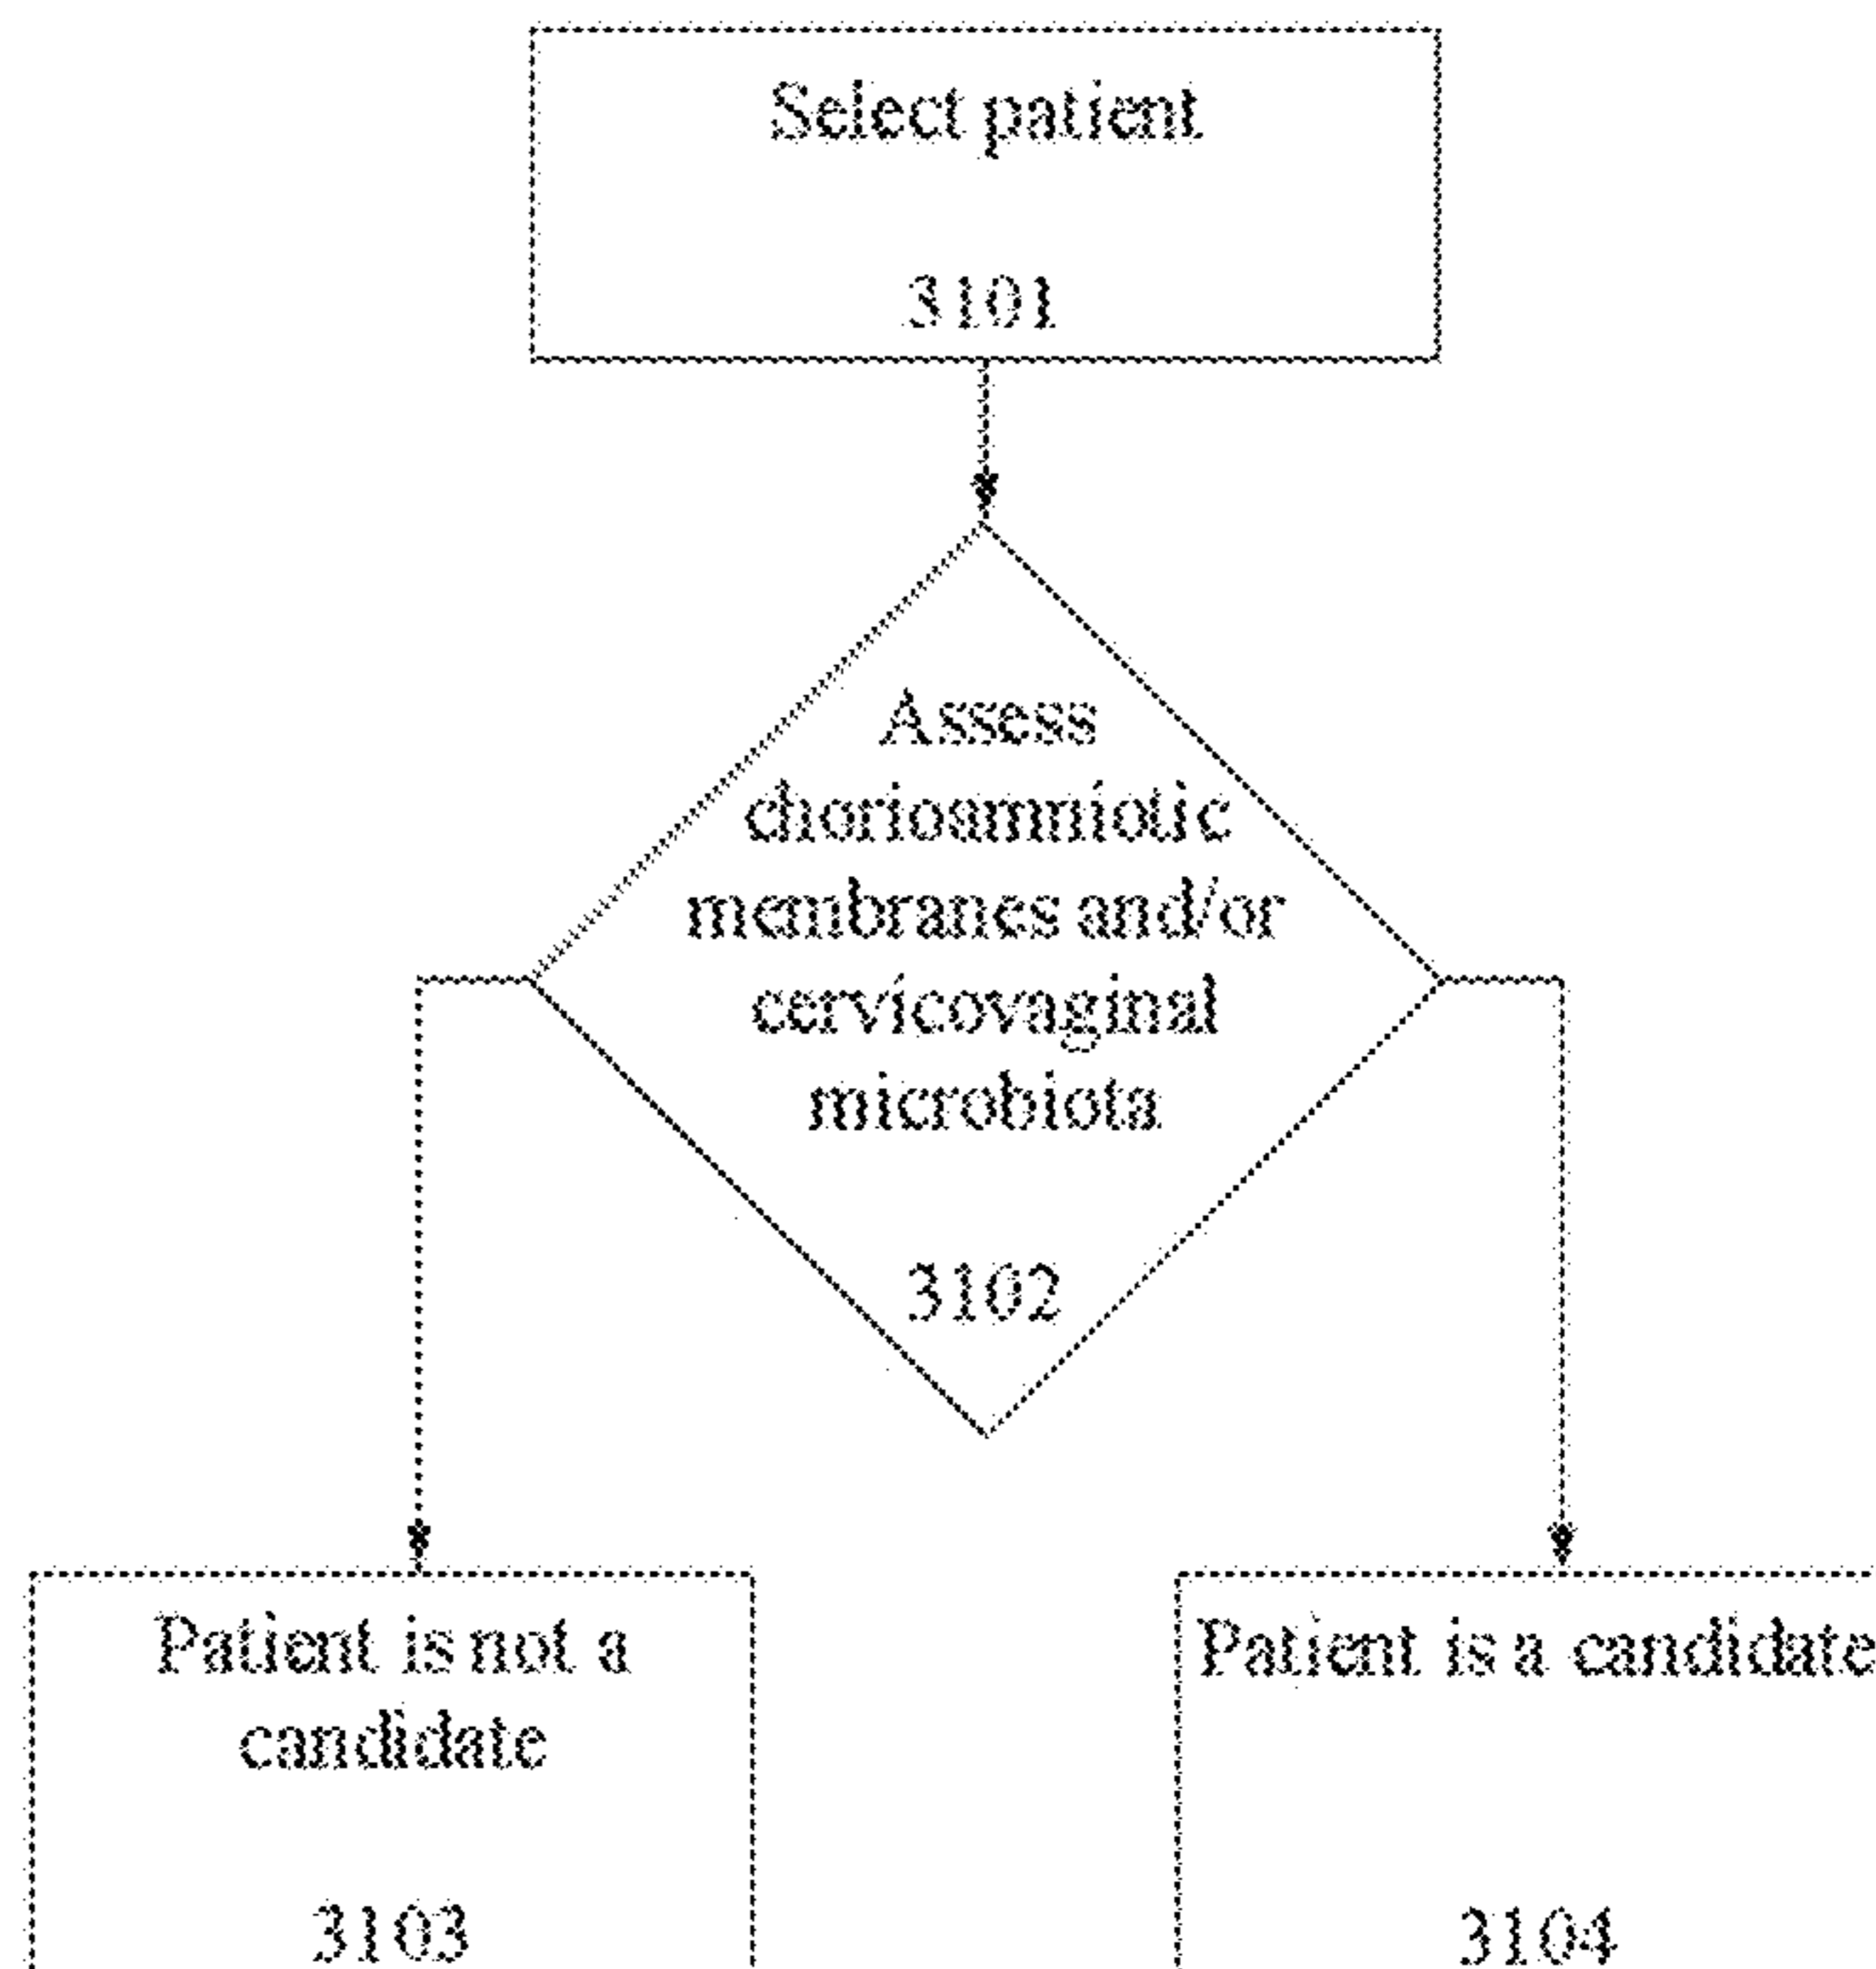 Select patient
3101
Assess
chorioamniotic
membranes and/or
cervicovaginal
microbiota
3102
Patient is not a
candidate
3103
Patient is a candidate
3104